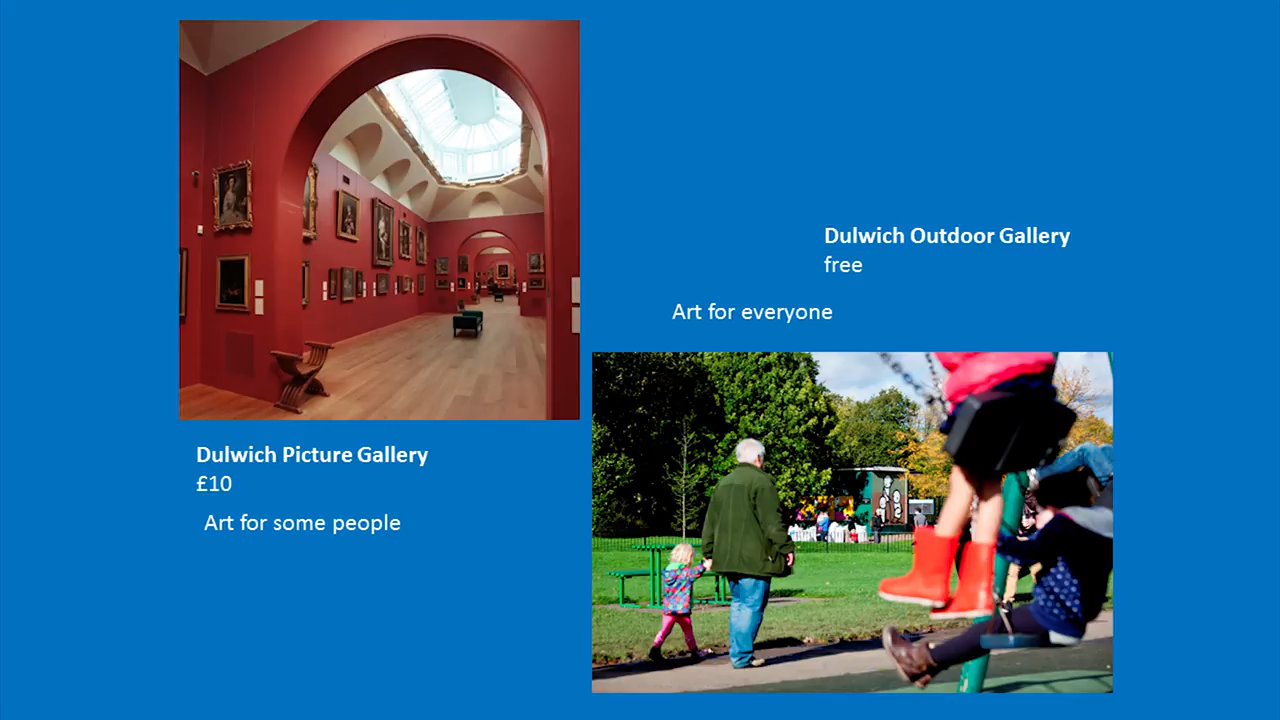 Dulwich Picture Gallery
£10
Art for some people
Dulwich Outdoor Gallery
free
Art for everyone